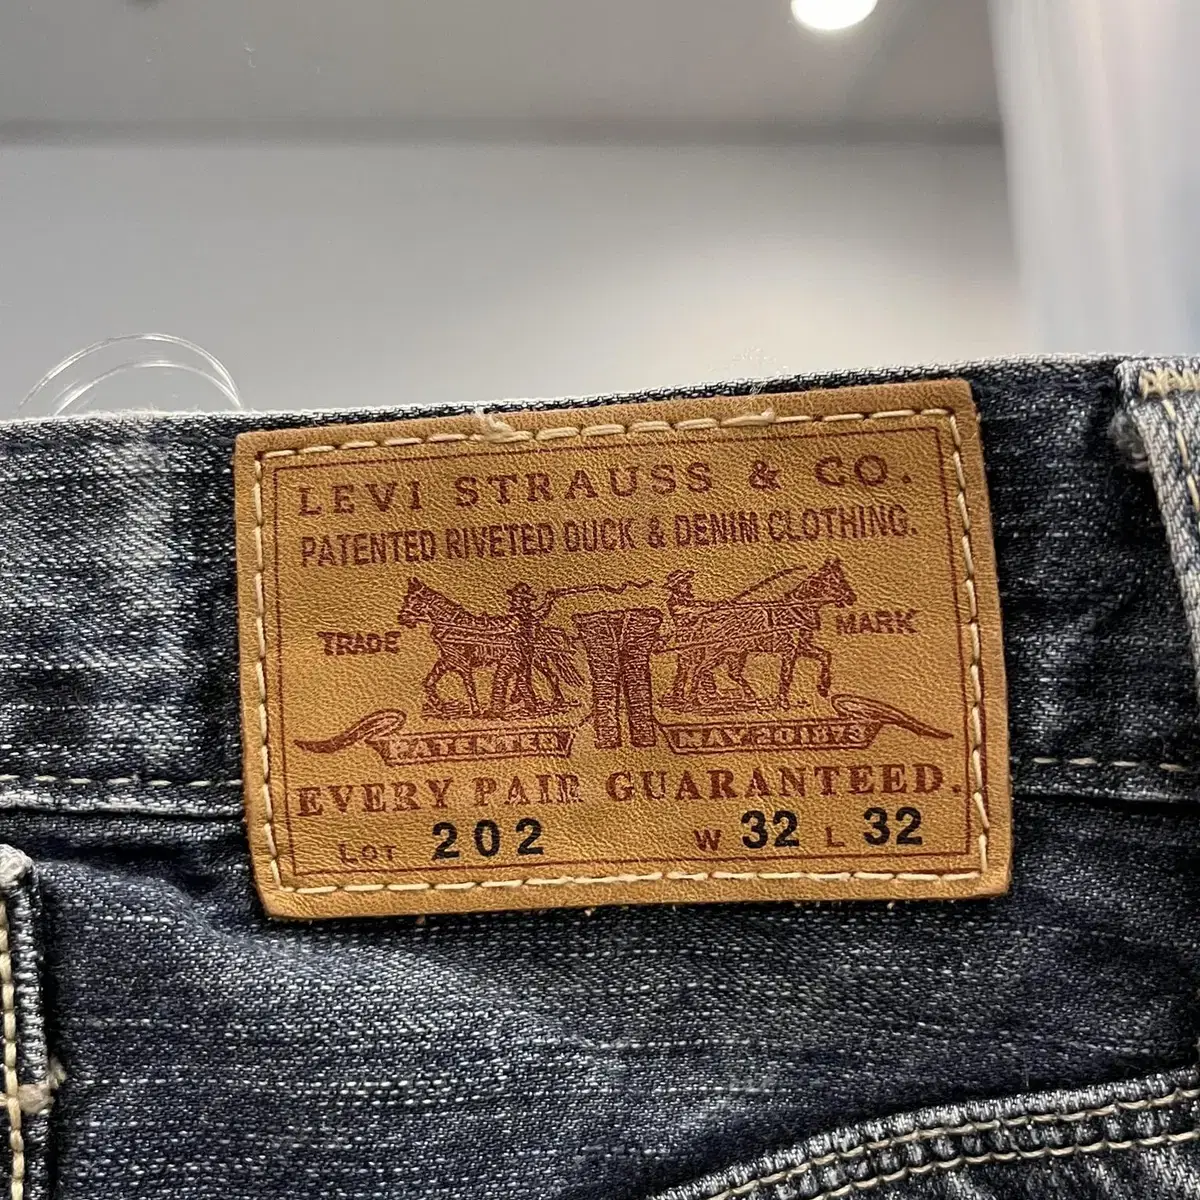 LEVI STRAUSS & CO.
PATENTED RIVETED DUCK & DENIM CLOTHING.
TRADE MARK
PATENTED MAY 20 1873
EVERY PAIR GUARANTEED.
LOT 202 W 32 L 32